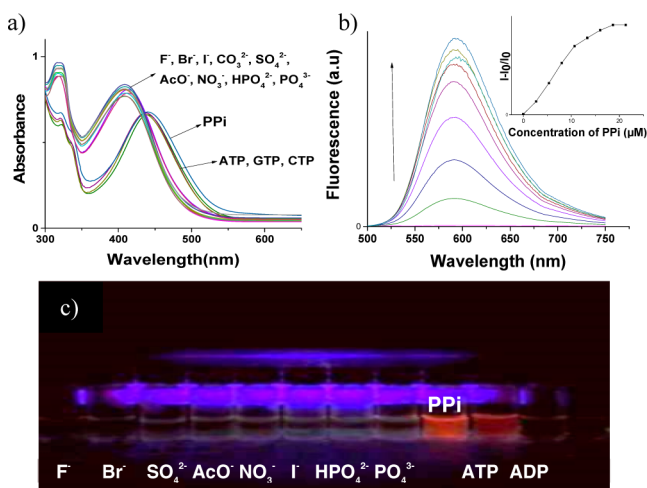 a)
Absorbance
1
0
300
400
500
600
Wavelength(nm)
F⁻, Br⁻, I⁻, CO₃²⁻, SO₄²⁻,
AcO⁻, NO₃⁻, HPO₄²⁻, PO₄³⁻
PPi
ATP, GTP, CTP
b)
Fluorescence (a.u)
500
550
600
650
700
750
Wavelength (nm)
I-I0/I0
0
5
10
15
20
Concentration of PPi (µM)
c)
PPi
F⁻ Br⁻ SO₄²⁻ AcO⁻ NO₃⁻ I⁻ HPO₄²⁻ PO₄³⁻ ATP ADP